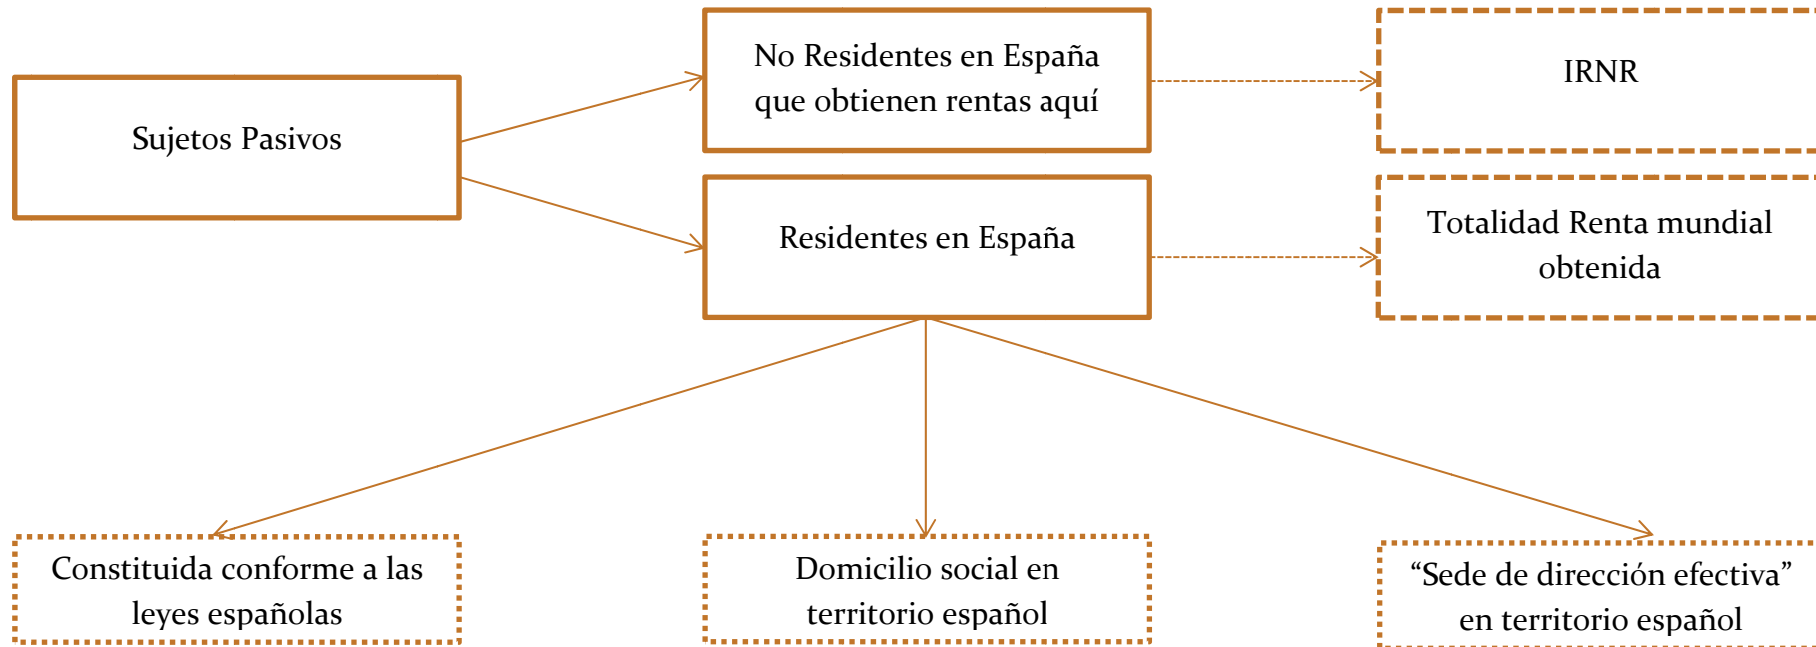 No Residentes en España
que obtienen rentas aquí
IRNR
Sujetos Pasivos
Residentes en España
Totalidad Renta mundial
obtenida
Constituida conforme a las
leyes españolas
Domicilio social en
territorio español
“Sede de dirección efectiva”
en territorio español